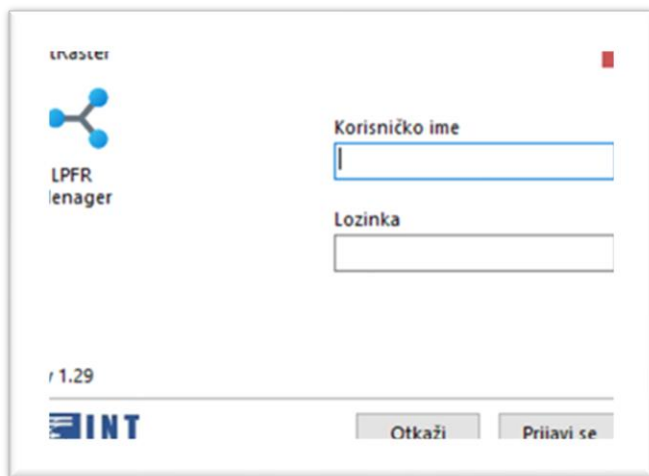 LPFR
Korisničko ime
Lozinka
1.29
INT
Otkaži
Prijavi se